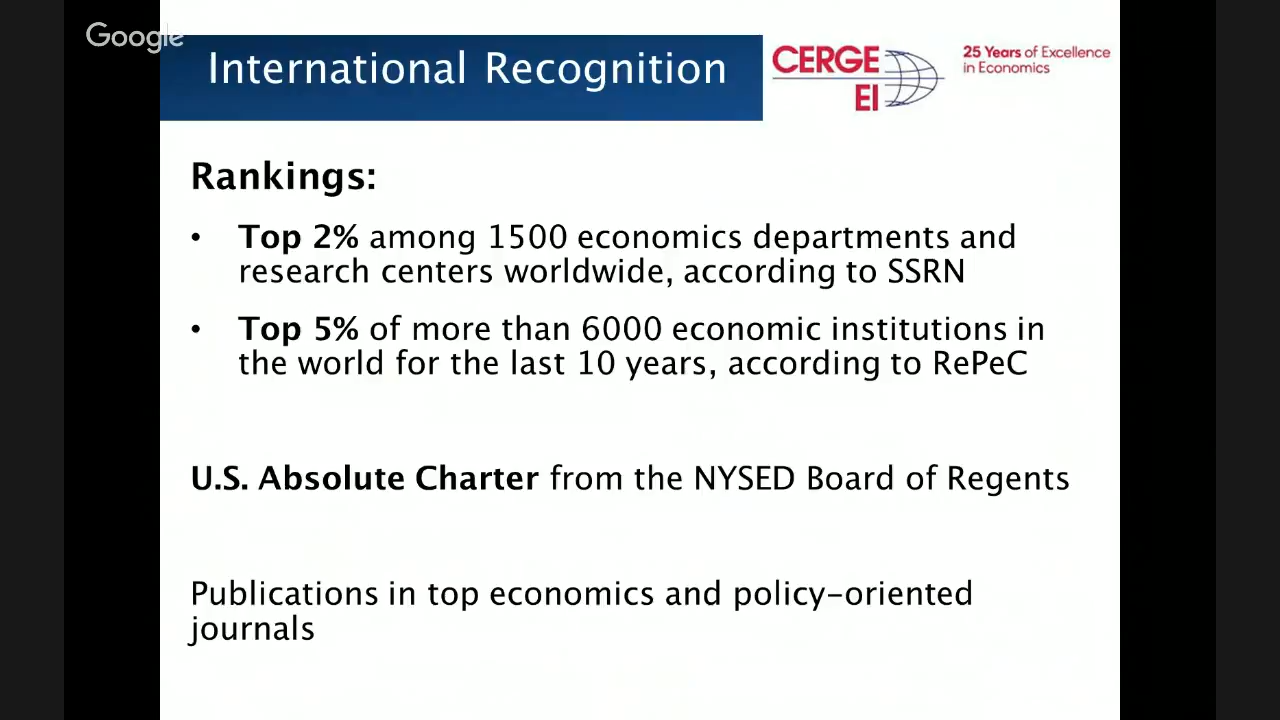 Google
International Recognition
CERGE
EI
25 Years of Excellence
in Economics
Rankings:
• Top 2% among 1500 economics departments and
research centers worldwide, according to SSRN
• Top 5% of more than 6000 economic institutions in
the world for the last 10 years, according to RePeC
U.S. Absolute Charter from the NYSED Board of Regents
Publications in top economics and policy-oriented
journals